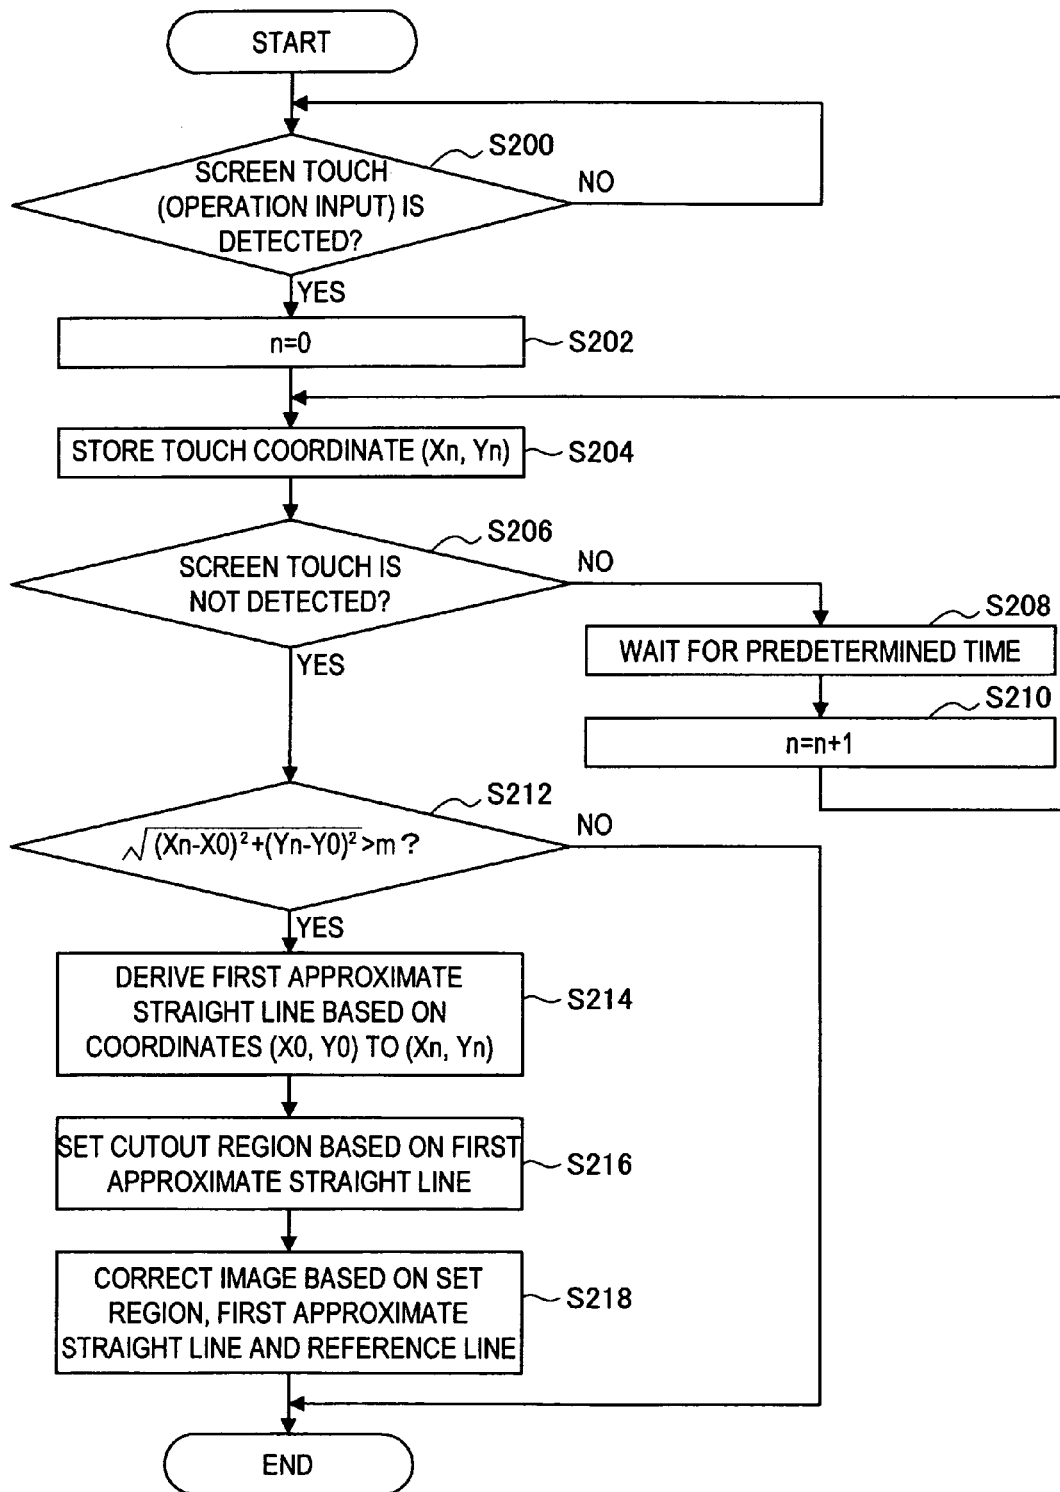 START
S200
SCREEN TOUCH
(OPERATION INPUT) IS
DETECTED?
NO
YES
n=0
S202
STORE TOUCH COORDINATE (Xn, Yn)
S204
S206
SCREEN TOUCH IS
NOT DETECTED?
NO
YES
S208
WAIT FOR PREDETERMINED TIME
S210
n=n+1
S212
√(Xn-X0)²+(Yn-Y0)²>m?
NO
YES
DERIVE FIRST APPROXIMATE
STRAIGHT LINE BASED ON
COORDINATES (X0, Y0) TO (Xn, Yn)
S214
SET CUTOUT REGION BASED ON FIRST
APPROXIMATE STRAIGHT LINE
S216
CORRECT IMAGE BASED ON SET
REGION, FIRST APPROXIMATE
STRAIGHT LINE AND REFERENCE LINE
S218
END